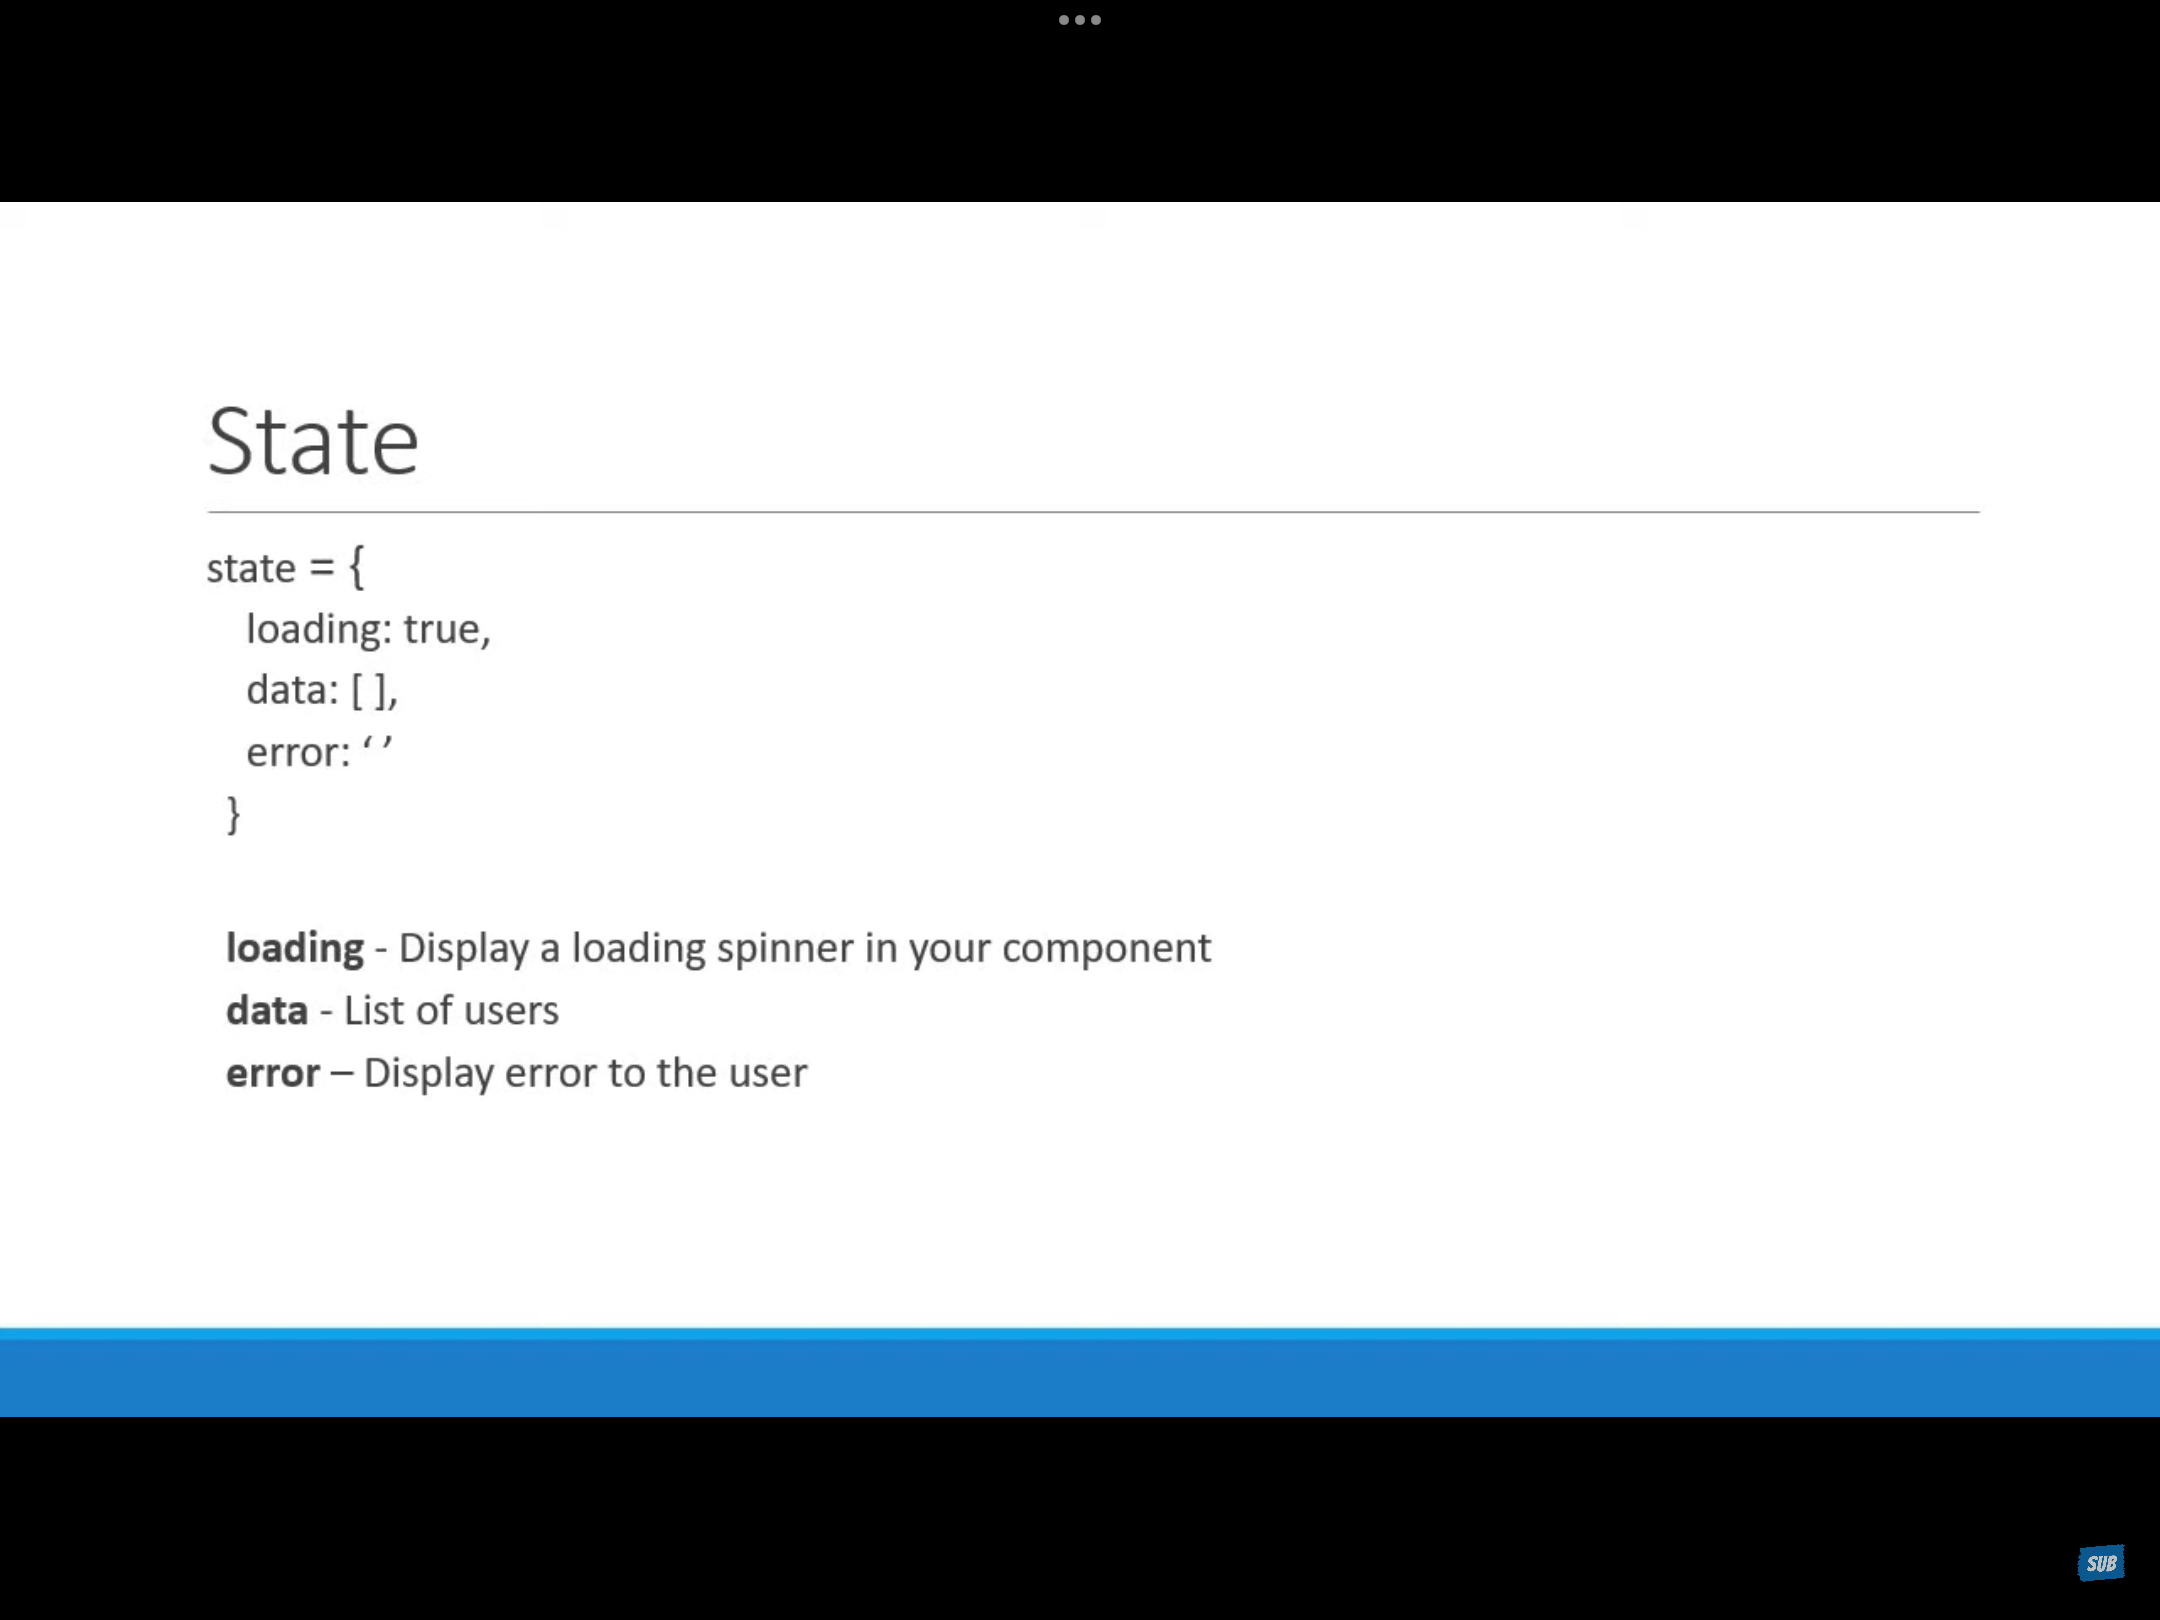 State
state = {
loading: true,
data: [ ],
error: ‘ ’
}
loading - Display a loading spinner in your component
data - List of users
error – Display error to the user
SUB